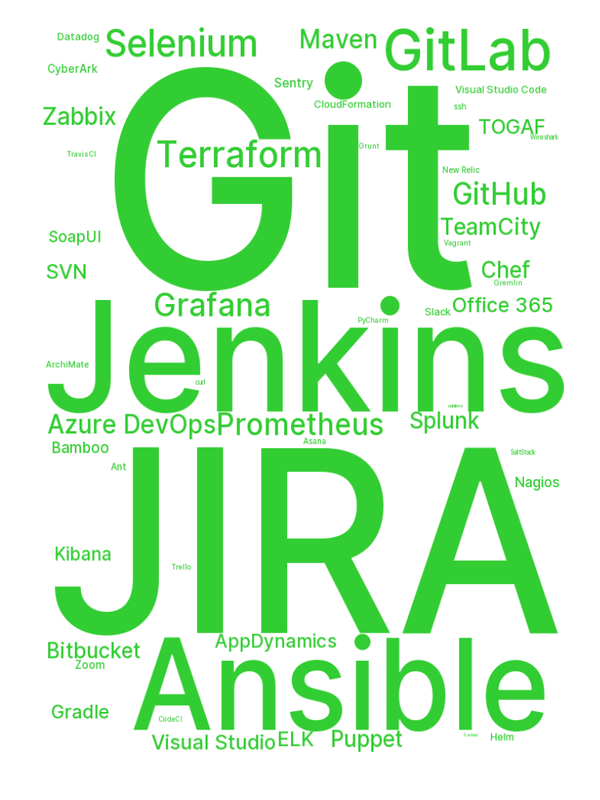 Datadog
Selenium
Maven
GitLab
CyberArk
Sentry
Visual Studio Code
CloudFormation
ssh
Zabbix
Git
TOGAF
Wireshark
Grunt
TravisCI
Terraform
New Relic
GitHub
TeamCity
SoapUI
Vagrant
SVN
Chef
Gremlin
Grafana
Office 365
Slack
PyCharm
Jenkins
ArchiMate
curl
Azure DevOps
Prometheus
Splunk
Asana
Bamboo
SaltStack
Ant
Nagios
JIRA
Kibana
Trello
AppDynamics
Bitbucket
Zoom
Ansible
Gradle
CircleCI
Visual Studio
ELK
Puppet
Helm